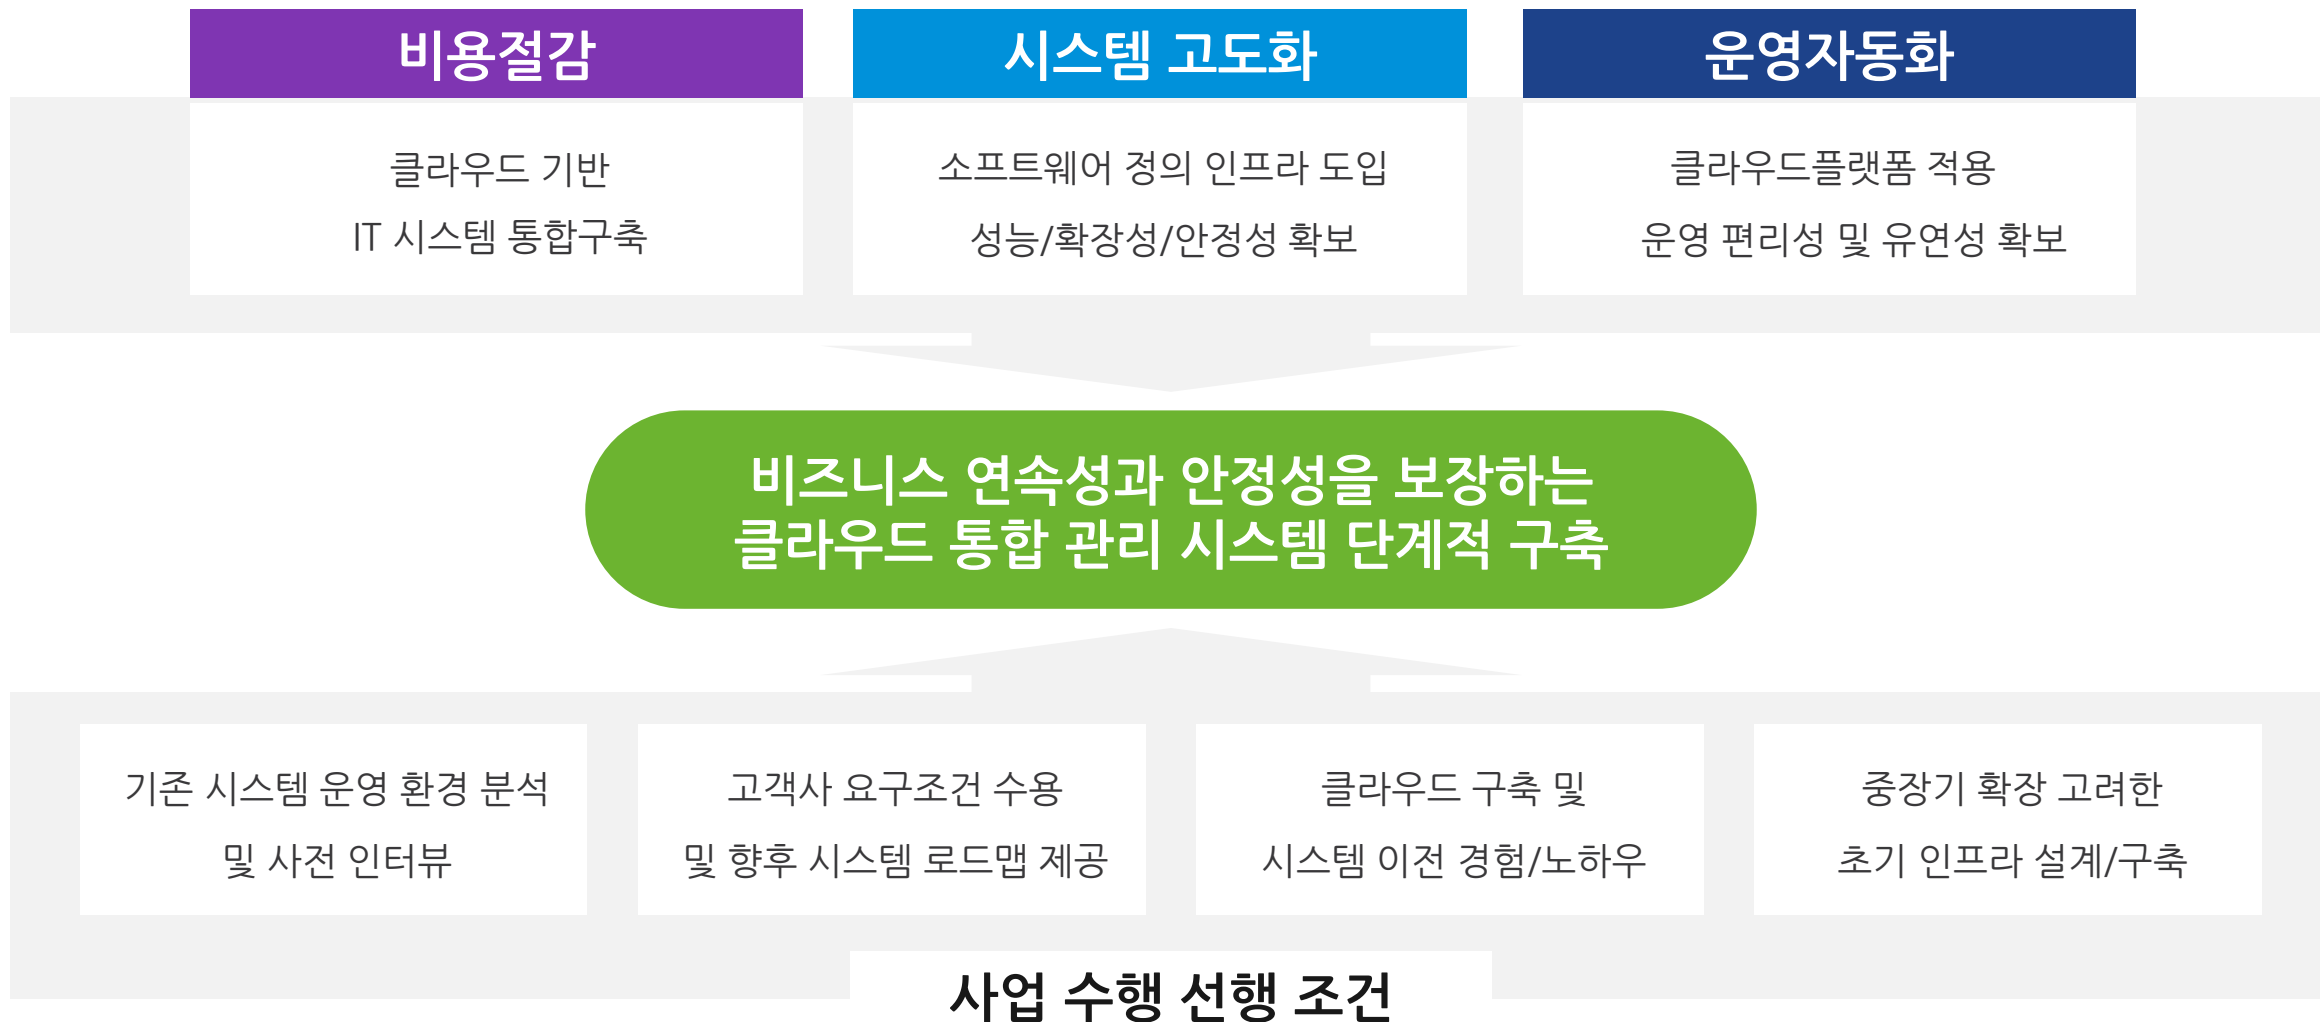 비용절감
클라우드 기반
IT 시스템 통합구축
시스템 고도화
소프트웨어 정의 인프라 도입
성능/확장성/안정성 확보
운영자동화
클라우드플랫폼 적용
운영 편리성 및 유연성 확보
비즈니스 연속성과 안정성을 보장하는
클라우드 통합 관리 시스템 단계적 구축
기존 시스템 운영 환경 분석
및 사전 인터뷰
고객사 요구조건 수용
및 향후 시스템 로드맵 제공
클라우드 구축 및
시스템 이전 경험/노하우
중장기 확장 고려한
초기 인프라 설계/구축
사업 수행 선행 조건